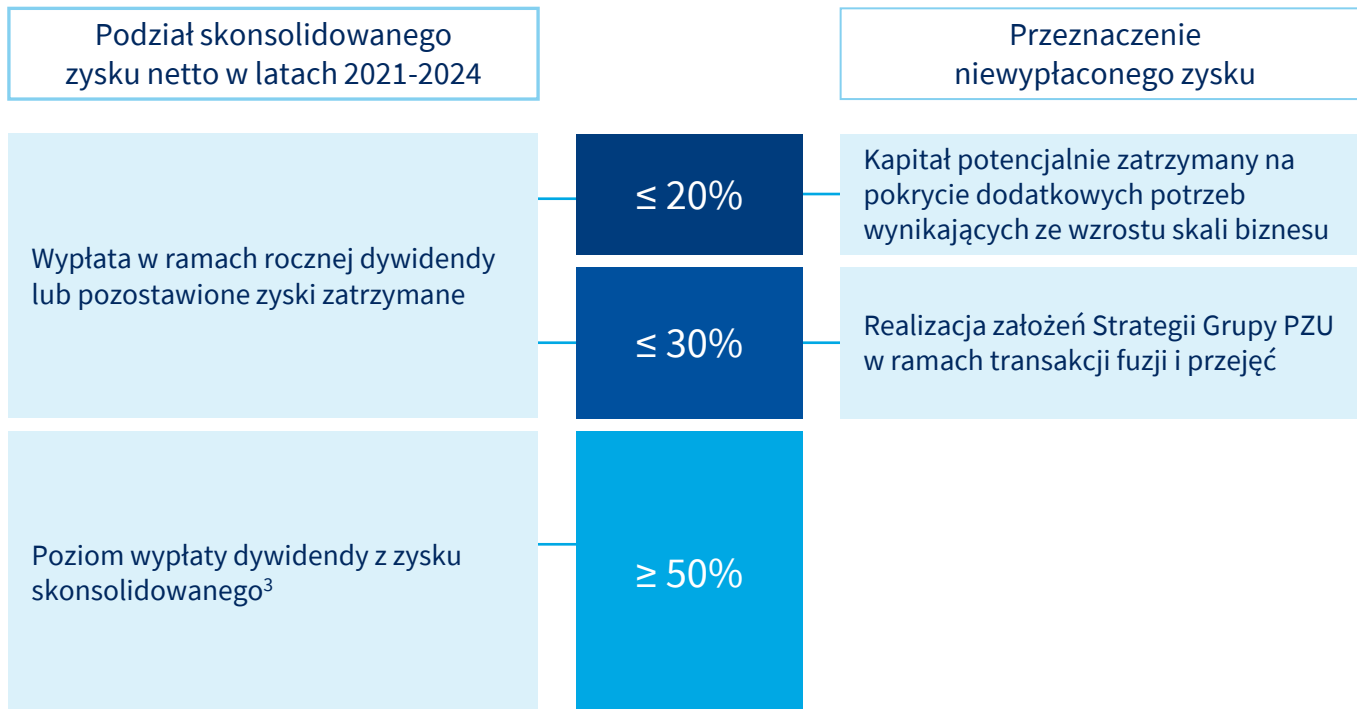 Podział skonsolidowanego
zysku netto w latach 2021-2024
Przeznaczenie
niewypłaconego zysku
Wypłata w ramach rocznej dywidendy
lub pozostawione zyski zatrzymane
≤ 20%
Kapitał potencjalnie zatrzymany na
pokrycie dodatkowych potrzeb
wynikających ze wzrostu skali biznesu
≤ 30%
Realizacja założeń Strategii Grupy PZU
w ramach transakcji fuzji i przejęć
Poziom wypłaty dywidendy z zysku
skonsolidowanego³
≥ 50%